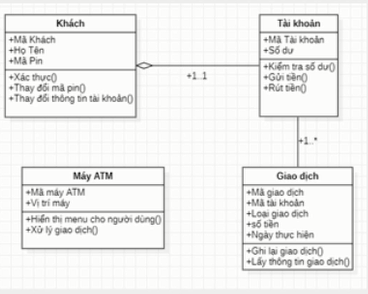 Khách
+Mã Khách
+Họ Tên
+Mã Pin
+Xác thực()
+Thay đổi mã pin()
+Thay đổi thông tin tài khoản()
+1..1
Tài khoản
+Mã Tài khoản
+Số dư
+Kiểm tra số dư()
+Gửi tiền()
+Rút tiền()
+1..*
Máy ATM
+Mã máy ATM
+Vị trí máy
+Hiển thị menu cho người dùng()
+Xử lý giao dịch()
Giao dịch
+Mã giao dịch
+Mã tài khoản
+Loại giao dịch
+số tiền
+Ngày thực hiện
+Ghi lại giao dịch()
+Lấy thông tin giao dịch()